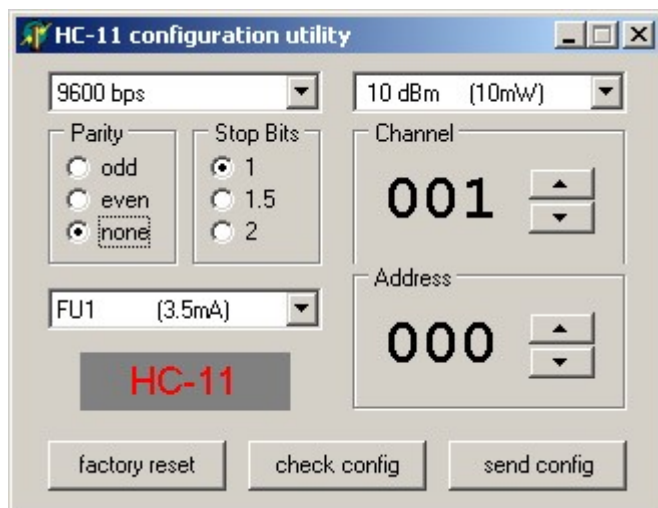 HC-11 configuration utility
9600 bps
10 dBm (10mW)
Parity
odd
even
none
Stop Bits
1
1.5
2
Channel
001
FU1 (3.5mA)
Address
000
HC-11
factory reset
check config
send config